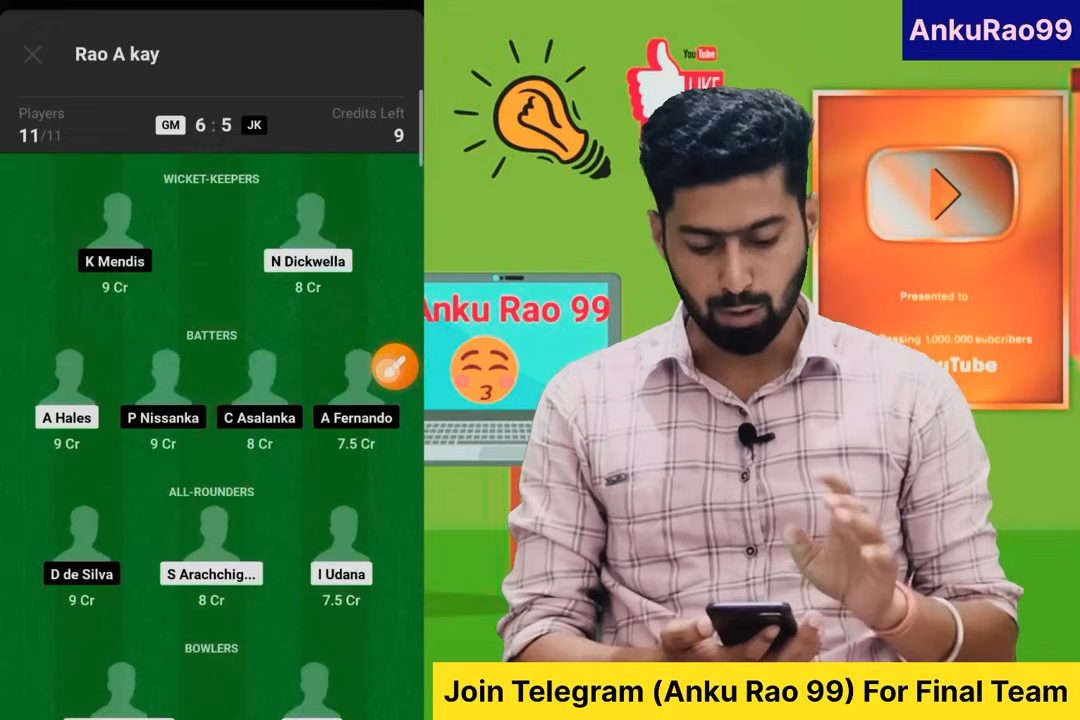 Rao A kay
Players
11/11
GM 6 : 5 JK
Credits Left
9
WICKET-KEEPERS
K Mendis
N Dickwella
9 Cr
8 Cr
BATTERS
A Hales
P Nissanka
C Asalanka
A Fernando
9 Cr
9 Cr
8 Cr
7.5 Cr
ALL-ROUNDERS
D de Silva
S Arachchig...
I Udana
9 Cr
8 Cr
7.5 Cr
BOWLERS
AnkuRao99
YouTube
LIKE
Anku Rao 99
Presented to
assing 1,000,000 subcribers
uTube
Join Telegram (Anku Rao 99) For Final Team